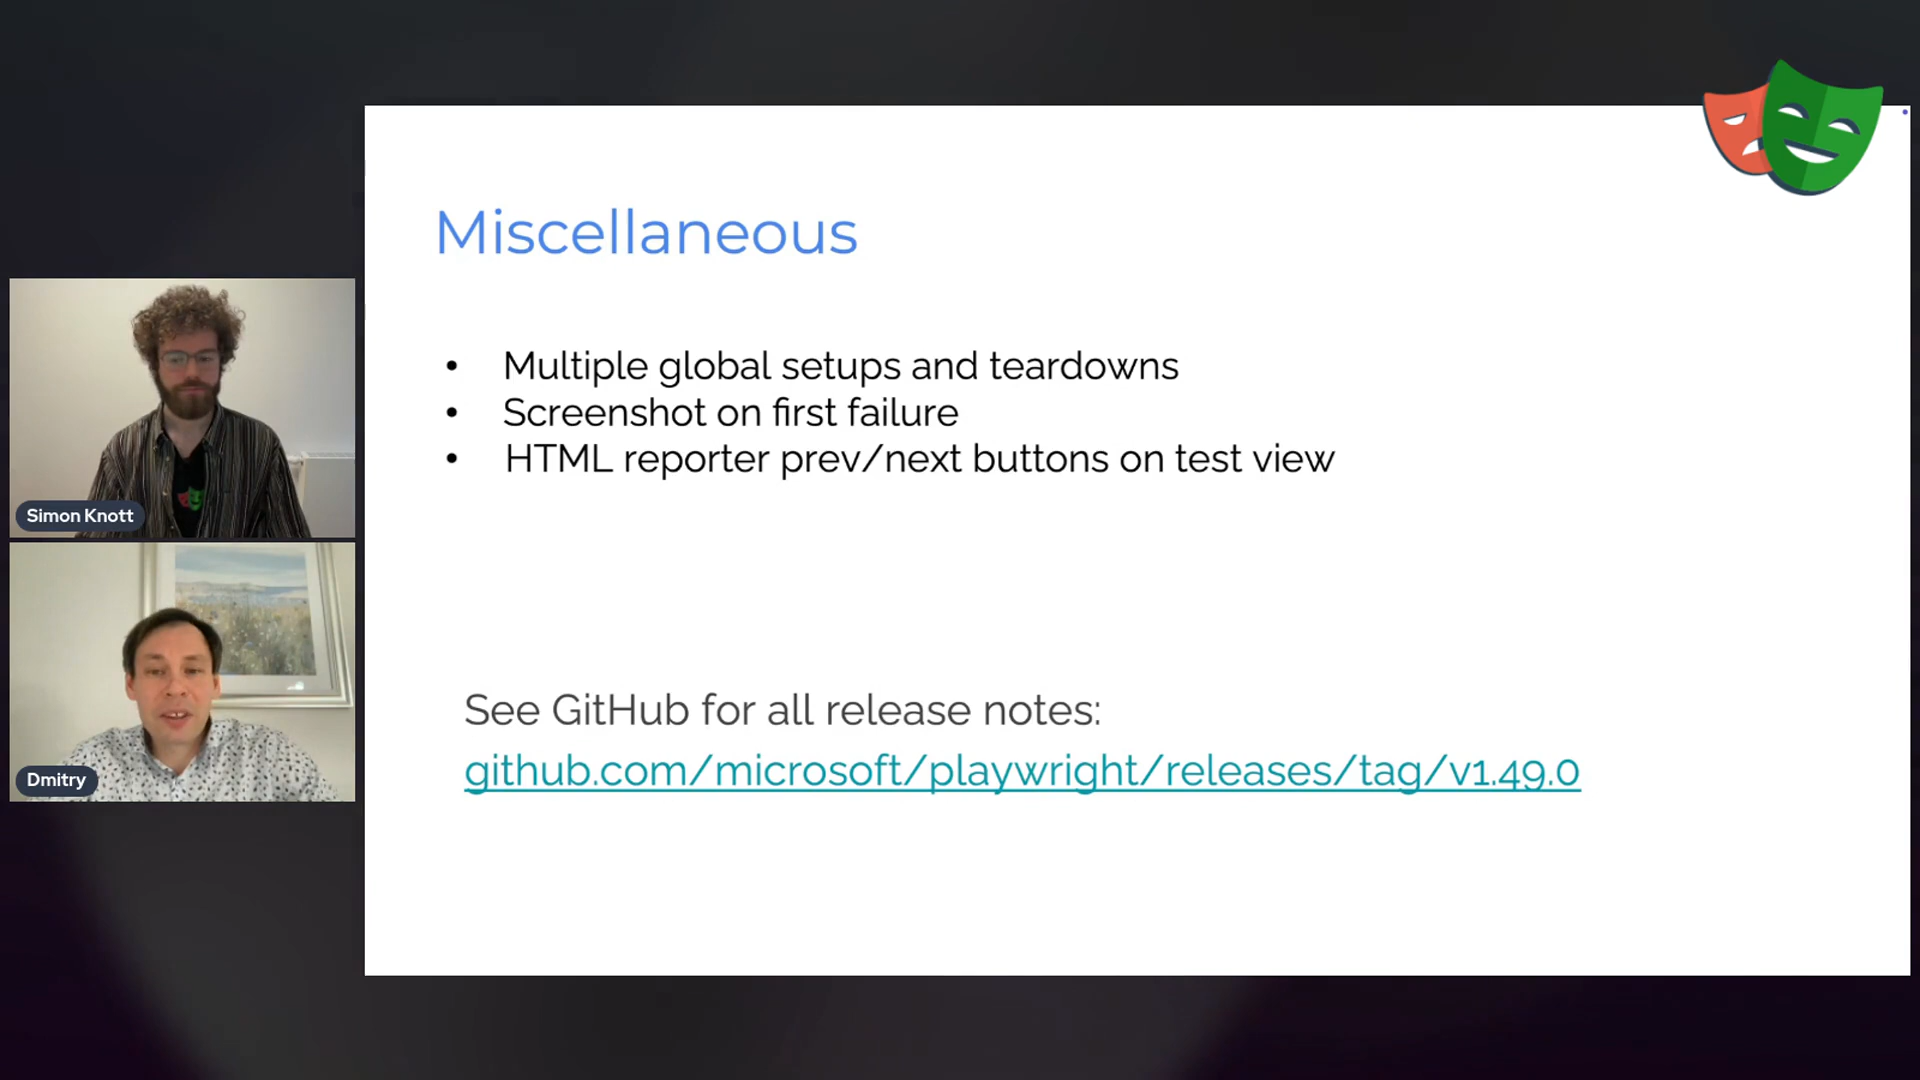 Miscellaneous
• Multiple global setups and teardowns
• Screenshot on first failure
• HTML reporter prev/next buttons on test view
See GitHub for all release notes:
github.com/microsoft/playwright/releases/tag/v1.49.0
Simon Knott
Dmitry